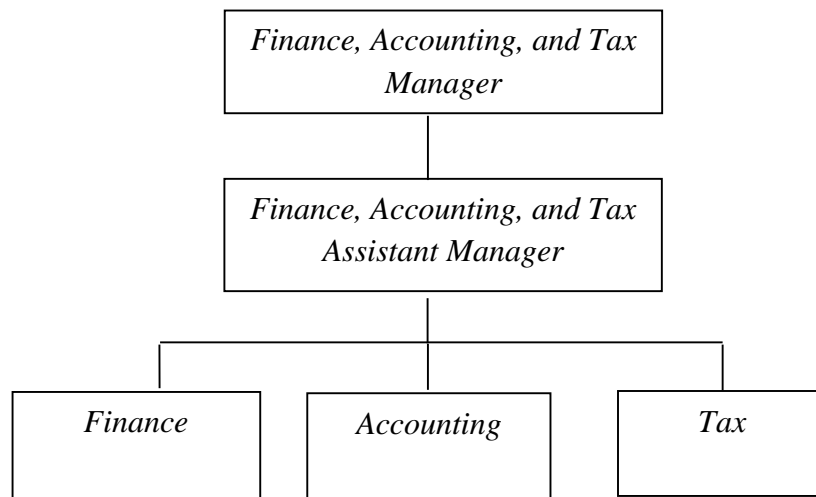 Finance, Accounting, and Tax
Manager
Finance, Accounting, and Tax
Assistant Manager
Finance
Accounting
Tax